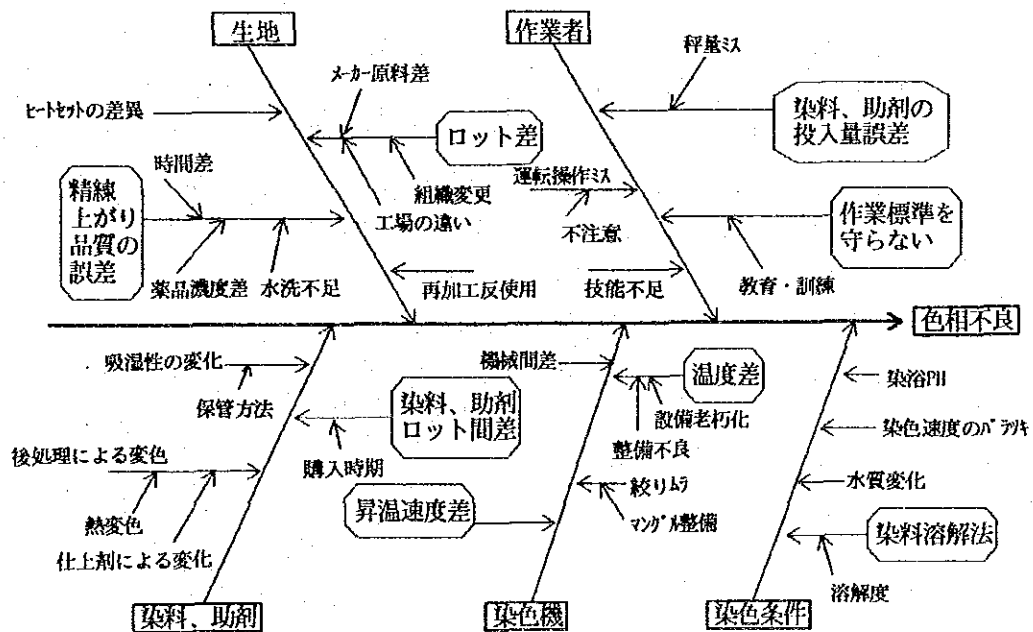 生地
作業者
ヒートセットの差異
メーカー原料差
ロット差
組織変更
工場の違い
時間差
精練
上がり
品質の
誤差
薬品濃度差
水洗不足
再加工反使用
秤量ミス
染料、助剤の
投入量誤差
運転操作ミス
不注意
作業標準を
守らない
教育・訓練
技能不足
色相不良
吸湿性の変化
保管方法
染料、助剤
ロット間差
購入時期
後処理による変色
熱変色
仕上剤による変化
機械間差
温度差
設備老朽化
整備不良
絞りムラ
マングル整備
昇温速度差
染浴PH
染色速度のバラツキ
水質変化
染料溶解法
溶解度
染料、助剤
染色機
染色条件